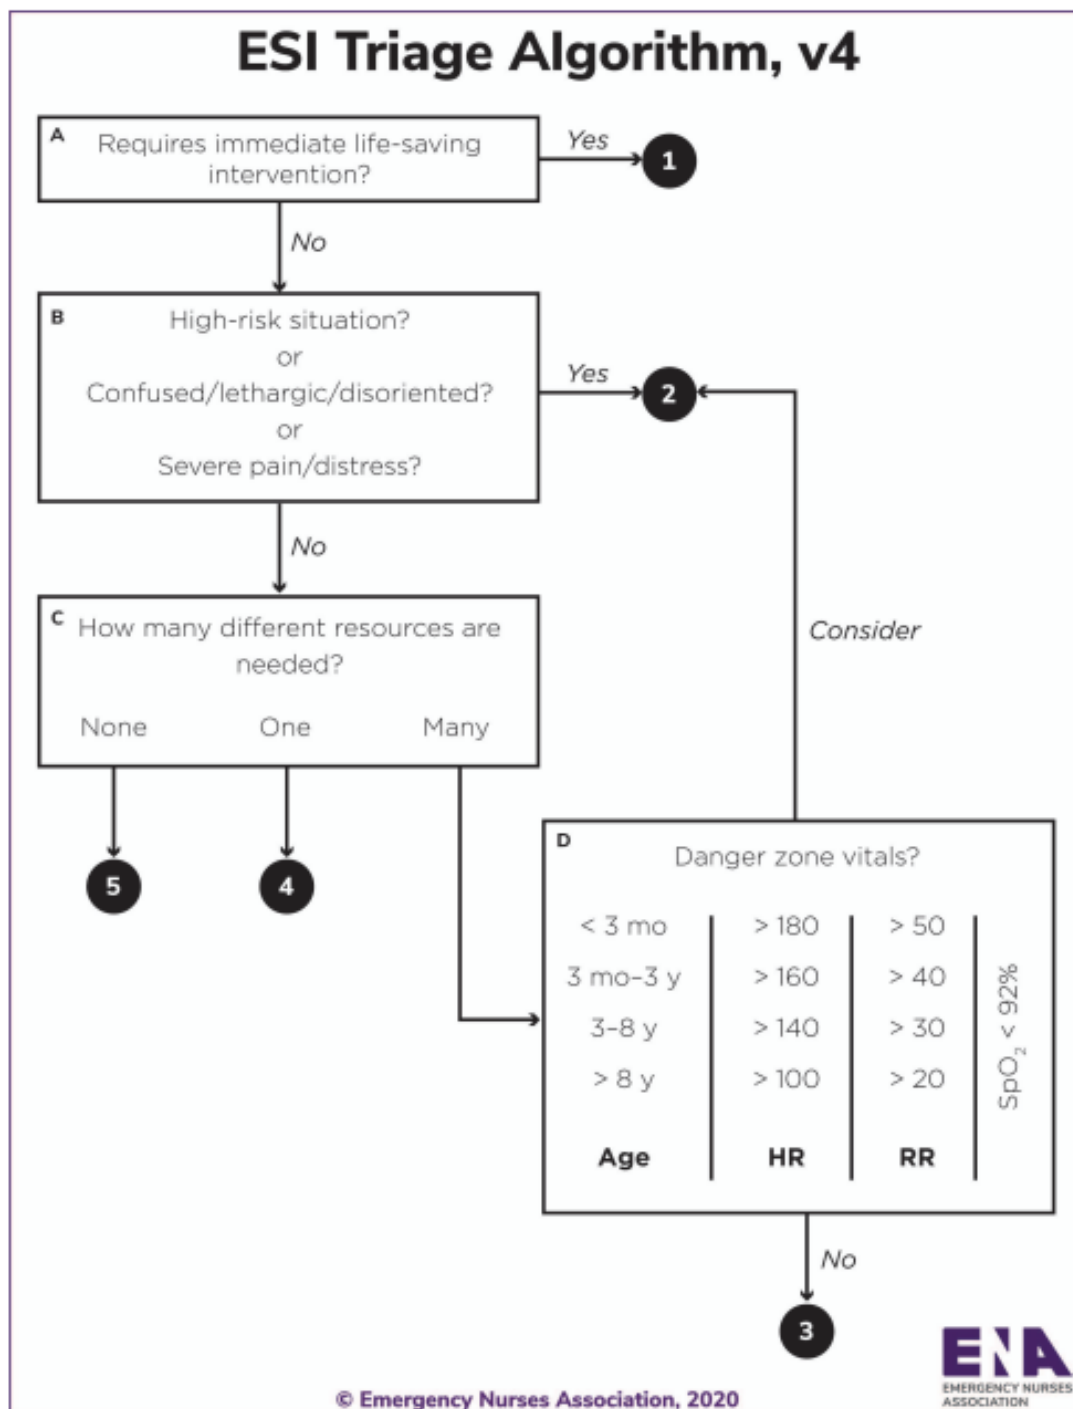 ESI Triage Algorithm, v4
A
Requires immediate life-saving
intervention?
Yes
1
No
B
High-risk situation?
or
Confused/lethargic/disoriented?
or
Severe pain/distress?
Yes
2
No
Consider
C
How many different resources are
needed?
None One Many
5
4
D
Danger zone vitals?
< 3 mo > 180 > 50
3 mo–3 y > 160 > 40
3–8 y > 140 > 30
> 8 y > 100 > 20
Age HR RR
SpO₂ < 92%
No
3
ENA
EMERGENCY NURSES
ASSOCIATION
© Emergency Nurses Association, 2020